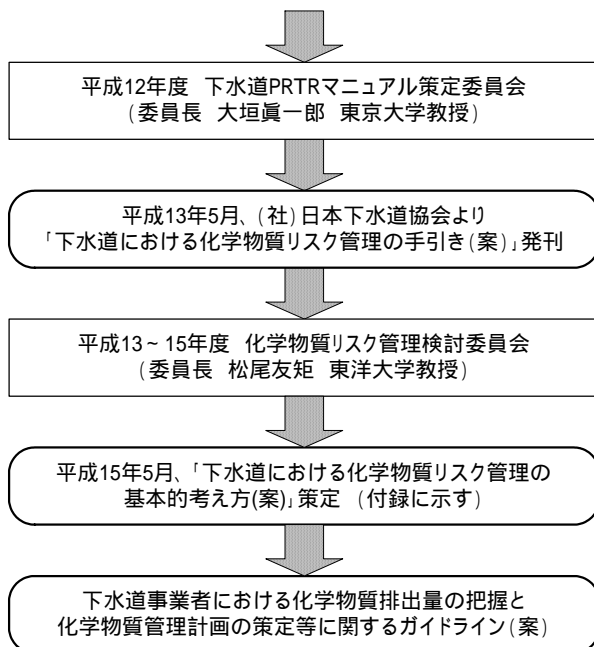 平成12年度 下水道PRTRマニュアル策定委員会
(委員長 大垣眞一郎 東京大学教授)
平成13年5月、(社)日本下水道協会より
「下水道における化学物質リスク管理の手引き(案)」発刊
平成13~15年度 化学物質リスク管理検討委員会
(委員長 松尾友矩 東洋大学教授)
平成15年5月、「下水道における化学物質リスク管理の
基本的考え方(案)」策定 (付録に示す)
下水道事業者における化学物質排出量の把握と
化学物質管理計画の策定等に関するガイドライン(案)